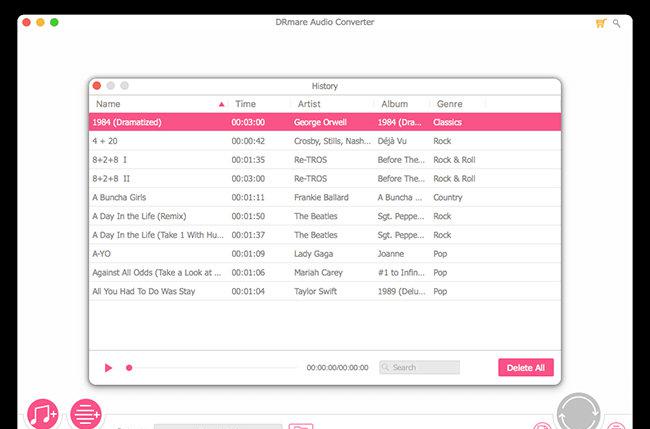 DRmare Audio Converter
History
Name Time Artist Album Genre
1984 (Dramatized) 00:03:00 George Orwell 1984 (Dra... Classics
4 + 20 00:00:42 Crosby, Stills, Nash... Déjà Vu Rock
8+2+8 I 00:01:35 Re-TROS Before The... Rock & Roll
8+2+8 II 00:03:00 Re-TROS Before The... Rock & Roll
A Buncha Girls 00:01:11 Frankie Ballard A Buncha ... Country
A Day In the Life (Remix) 00:01:50 The Beatles Sgt. Peppe... Rock
A Day In the Life (Take 1 With Hu... 00:01:37 The Beatles Sgt. Peppe... Rock
A-YO 00:01:09 Lady Gaga Joanne Pop
Against All Odds (Take a Look at ... 00:01:06 Mariah Carey #1 to Infin... Pop
All You Had To Do Was Stay 00:01:04 Taylor Swift 1989 (Delu... Pop
00:00:00/00:00:00 Search Delete All